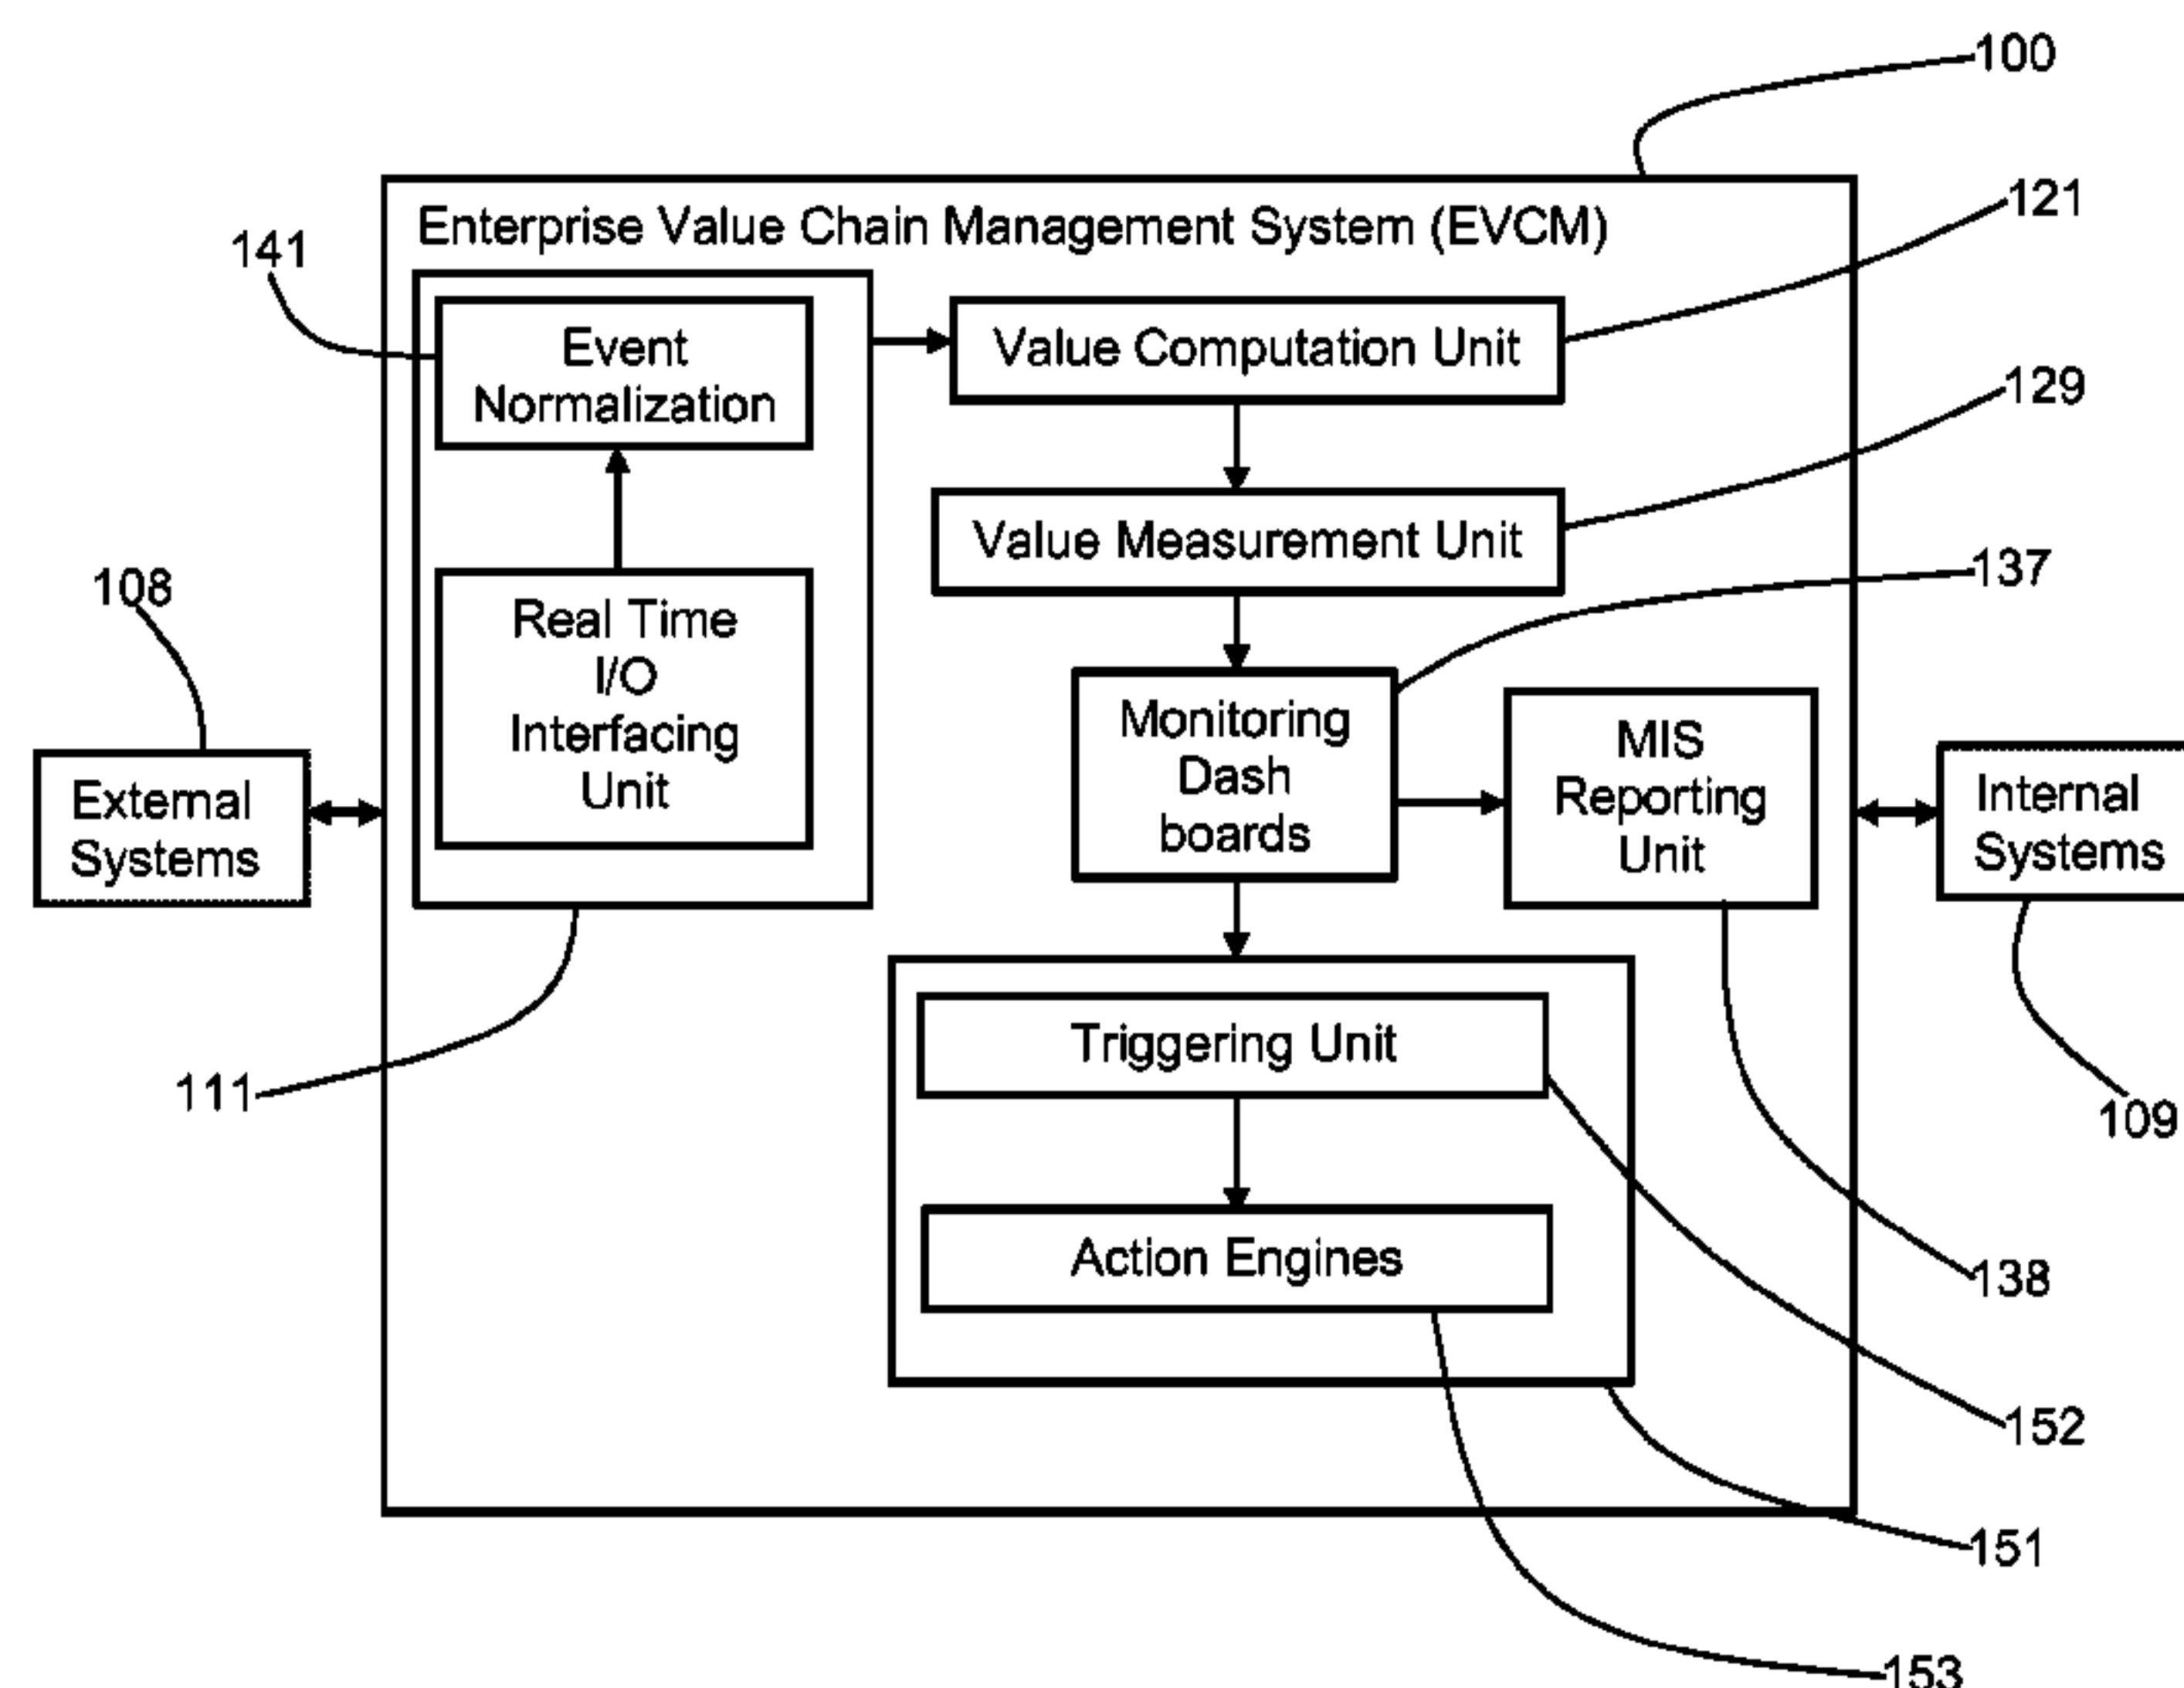 100
Enterprise Value Chain Management System (EVCM)
121
141
Event
Normalization
Value Computation Unit
129
Value Measurement Unit
137
108
Real Time
I/O
Interfacing
Unit
Monitoring
Dash
boards
MIS
Reporting
Unit
External
Systems
Internal
Systems
111
Triggering Unit
109
Action Engines
138
152
151
153